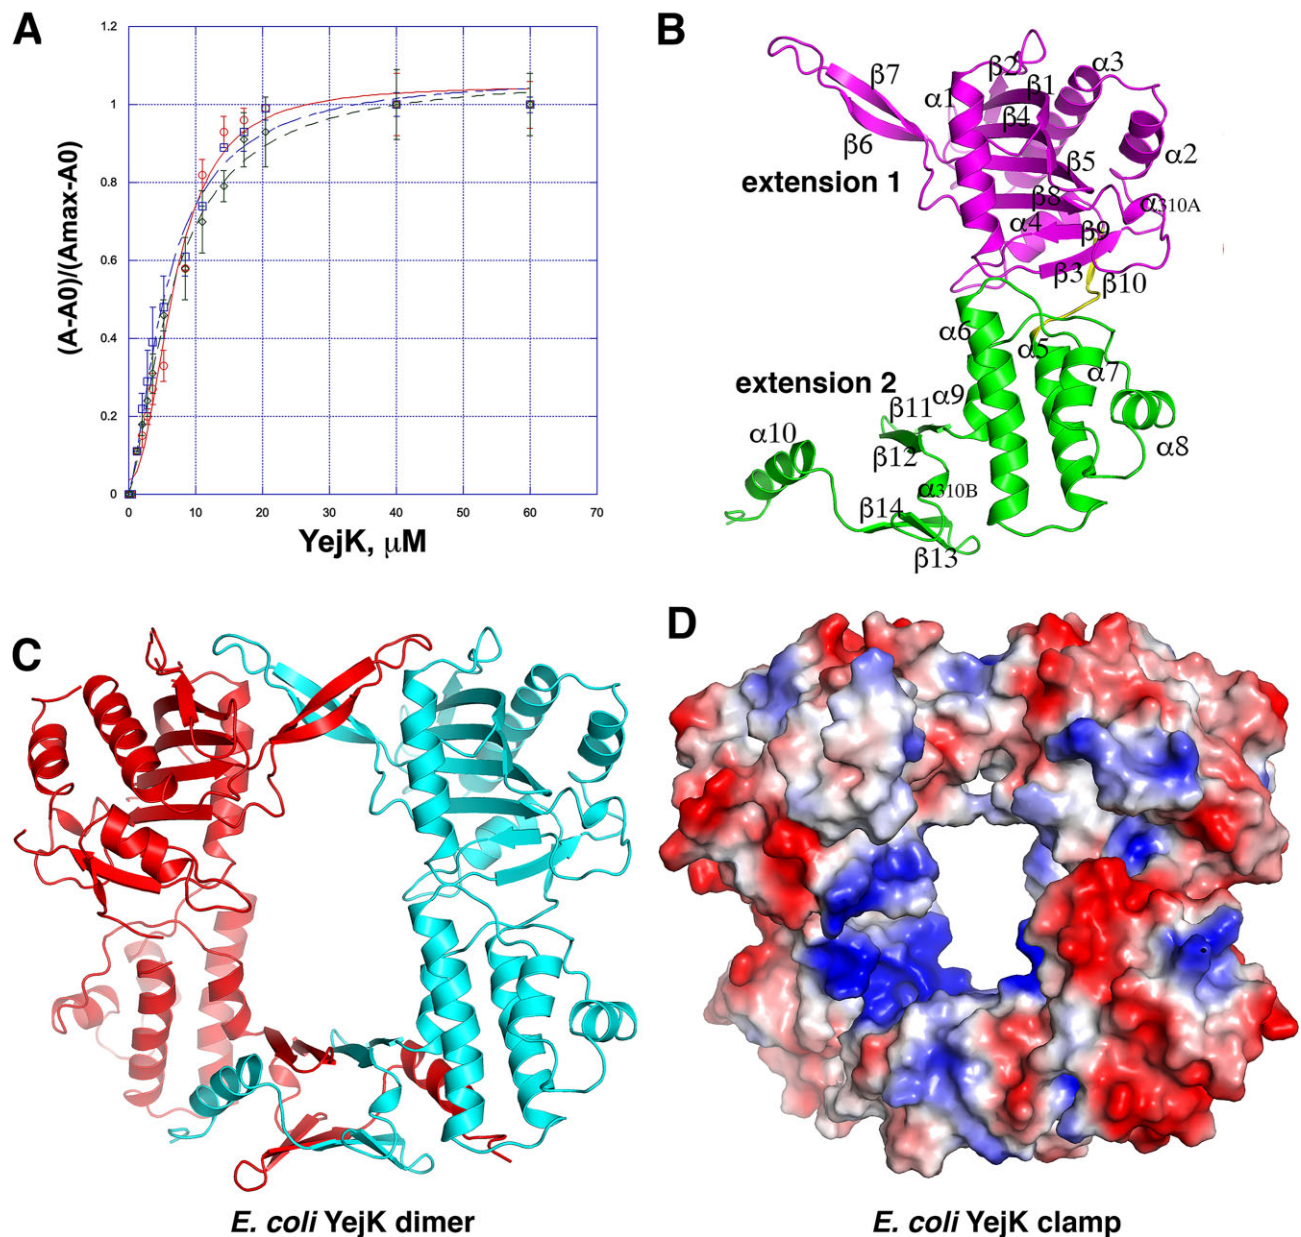 A
1.2
1
0.8
0.6
0.4
0.2
0
(A-A0)/(Amax-A0)
0 10 20 30 40 50 60 70
YejK, μM
B
β7
β2
α3
α1
β1
β4
β6
β5
α2
extension 1
β8
α310A
α4
β9
β3
β10
α6
α5
α7
extension 2
α9
β11
α10
β12
α8
α310B
β14
β13
C
D
E. coli YejK dimer
E. coli YejK clamp